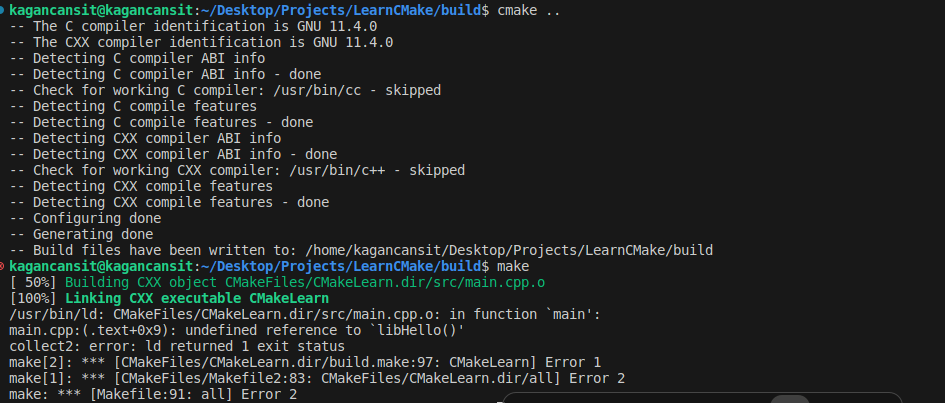 kagancansit@kagancansit:~/Desktop/Projects/LearnCMake/build$ cmake ..
-- The C compiler identification is GNU 11.4.0
-- The CXX compiler identification is GNU 11.4.0
-- Detecting C compiler ABI info
-- Detecting C compiler ABI info - done
-- Check for working C compiler: /usr/bin/cc - skipped
-- Detecting C compile features
-- Detecting C compile features - done
-- Detecting CXX compiler ABI info
-- Detecting CXX compiler ABI info - done
-- Check for working CXX compiler: /usr/bin/c++ - skipped
-- Detecting CXX compile features
-- Detecting CXX compile features - done
-- Configuring done
-- Generating done
-- Build files have been written to: /home/kagancansit/Desktop/Projects/LearnCMake/build
kagancansit@kagancansit:~/Desktop/Projects/LearnCMake/build$ make
[ 50%] Building CXX object CMakeFiles/CMakeLearn.dir/src/main.cpp.o
[100%] Linking CXX executable CMakeLearn
/usr/bin/ld: CMakeFiles/CMakeLearn.dir/src/main.cpp.o: in function `main':
main.cpp:(.text+0x9): undefined reference to `libHello()'
collect2: error: ld returned 1 exit status
make[2]: *** [CMakeFiles/CMakeLearn.dir/build.make:97: CMakeLearn] Error 1
make[1]: *** [CMakeFiles/Makefile2:83: CMakeFiles/CMakeLearn.dir/all] Error 2
make: *** [Makefile:91: all] Error 2